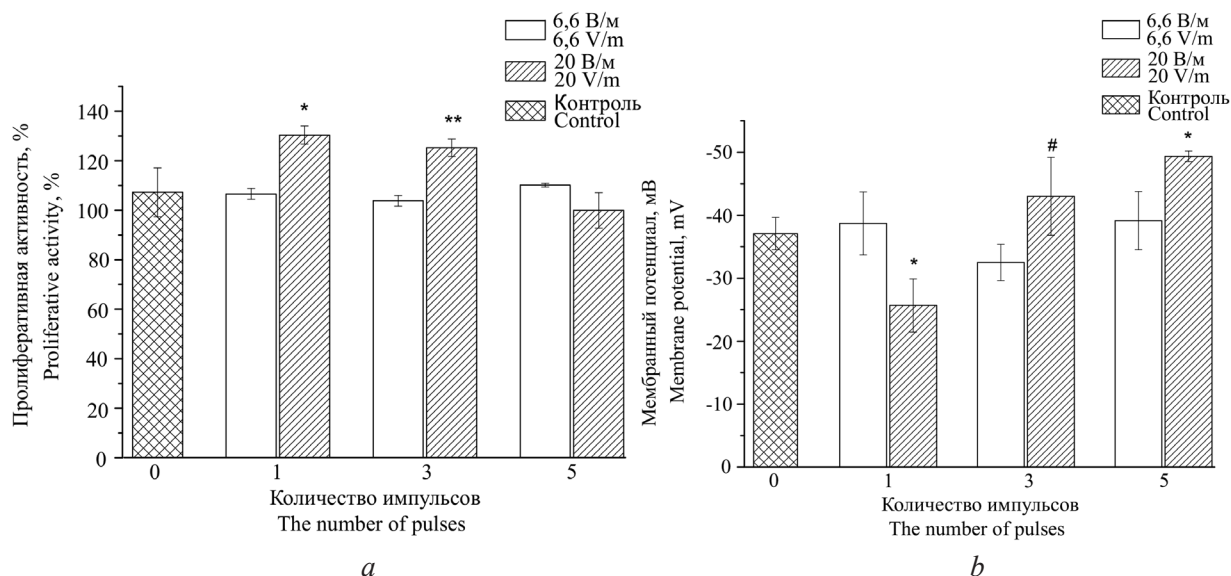 6,6 В/м
6,6 V/m
20 В/м
20 V/m
Контроль
Control
Пролиферативная активность, %
Proliferative activity, %
140
120
100
80
60
40
20
0
*
**
0 1 3 5
Количество импульсов
The number of pulses
a
6,6 В/м
6,6 V/m
20 В/м
20 V/m
Контроль
Control
Мембранный потенциал, мВ
Membrane potential, mV
-50
-40
-30
-20
-10
0
*
#
*
0 1 3 5
Количество импульсов
The number of pulses
b